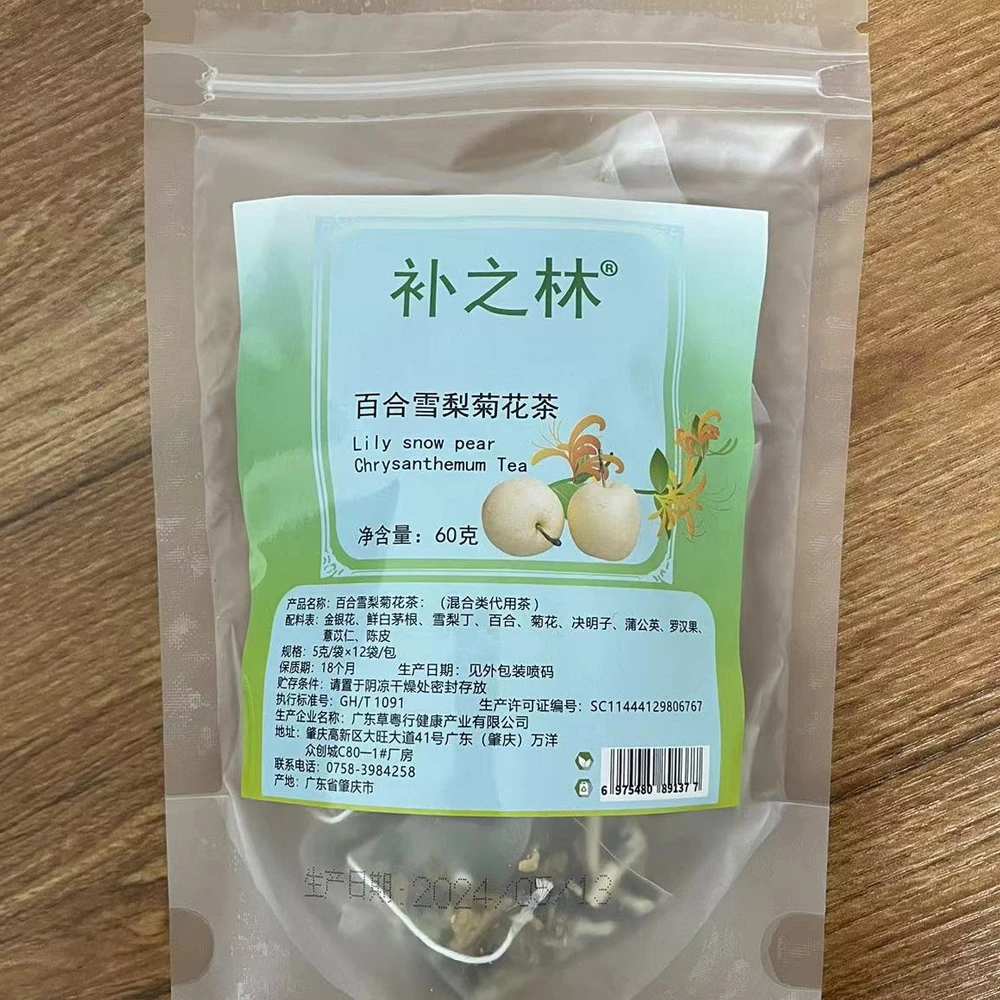 补之林®
百合雪梨菊花茶
Lily snow pear
Chrysanthemum Tea
净含量：60克
产品名称：百合雪梨菊花茶：（混合类代用茶）
配料表：金银花、鲜白茅根、雪梨丁、百合、菊花、决明子、蒲公英、罗汉果、
薏苡仁、陈皮
规格：5克/袋×12袋/包
保质期：18个月 生产日期：见外包装喷码
贮存条件：请置于阴凉干燥处密封存放
执行标准号：GH/T 1091 生产许可证编号：SC11444129806767
生产企业名称：广东草粤行健康产业有限公司
地址：肇庆高新区大旺大道41号广东（肇庆）万洋
众创城C80—1#厂房
联系电话：0758-3984258
产地：广东省肇庆市
6 975480 891377
生产日期:2024/05/13